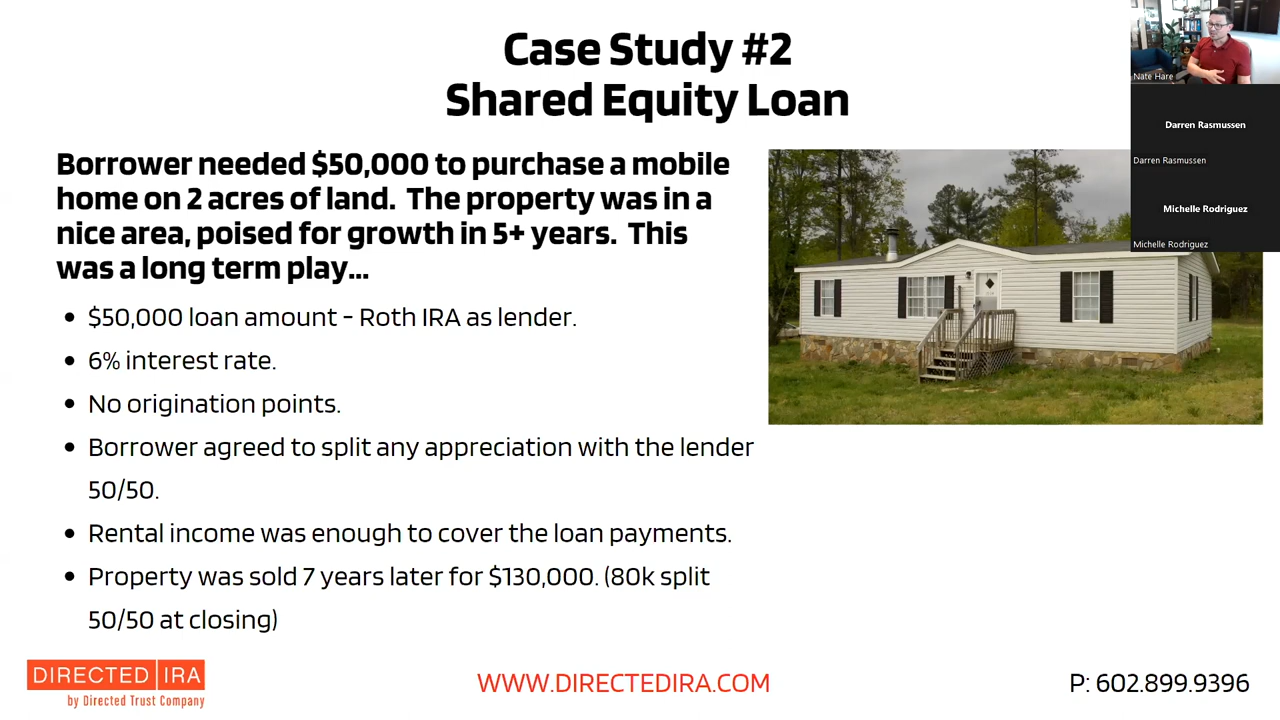 Case Study #2
Shared Equity Loan
Borrower needed $50,000 to purchase a mobile
home on 2 acres of land.  The property was in a
nice area, poised for growth in 5+ years.  This
was a long term play...
• $50,000 loan amount - Roth IRA as lender.
• 6% interest rate.
• No origination points.
• Borrower agreed to split any appreciation with the lender
50/50.
• Rental income was enough to cover the loan payments.
• Property was sold 7 years later for $130,000. (80k split
50/50 at closing)
Nate Hare
Darren Rasmussen
Darren Rasmussen
Michelle Rodriguez
Michelle Rodriguez
DIRECTED IRA
by Directed Trust Company
WWW.DIRECTEDIRA.COM
P: 602.899.9396